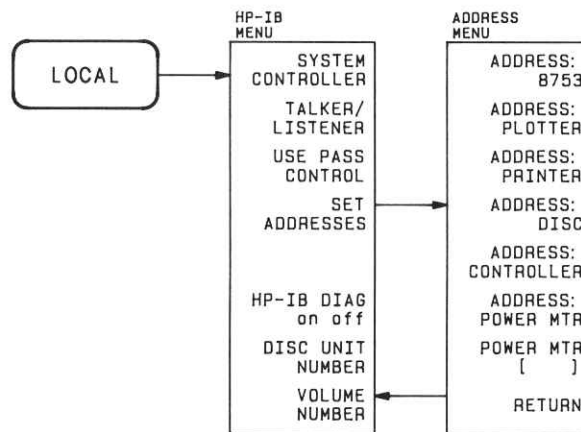 HP-IB
MENU
ADDRESS
MENU
LOCAL
SYSTEM
CONTROLLER
TALKER/
LISTENER
USE PASS
CONTROL
SET
ADDRESSES
HP-IB DIAG
on off
DISC UNIT
NUMBER
VOLUME
NUMBER
ADDRESS:
8753
ADDRESS:
PLOTTER
ADDRESS:
PRINTER
ADDRESS:
DISC
ADDRESS:
CONTROLLER
ADDRESS:
POWER MTR
POWER MTR
[ ]
RETURN